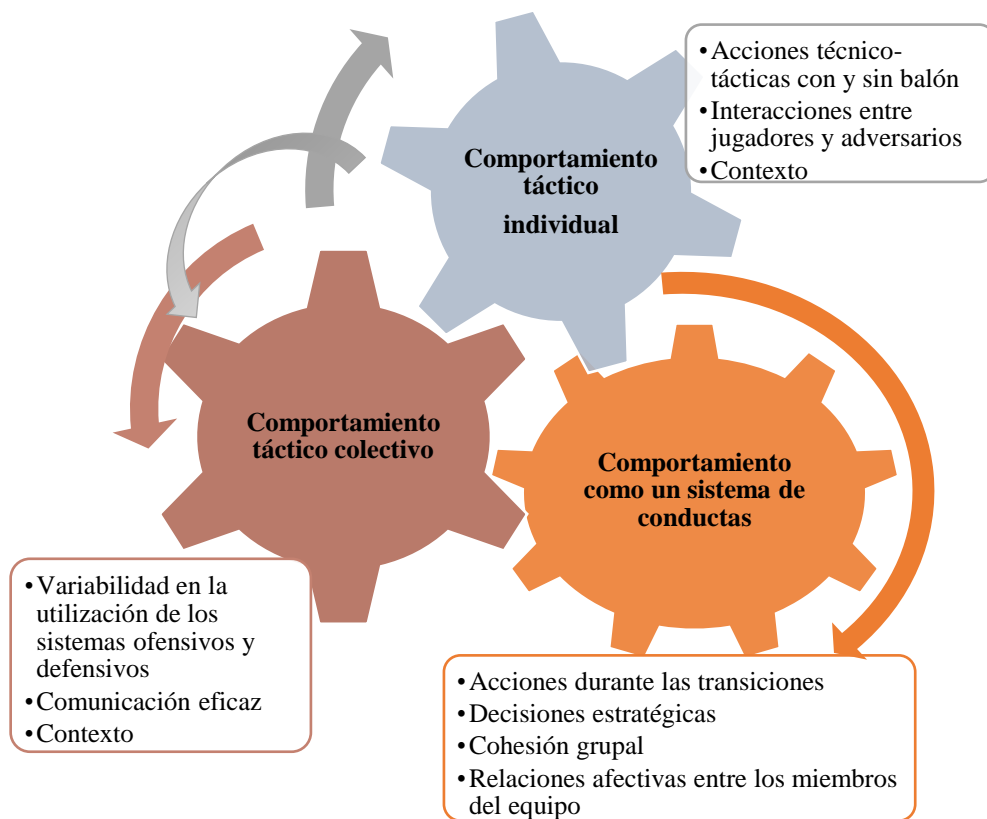 • Acciones técnico-
tácticas con y sin balón
• Interacciones entre
jugadores y adversarios
• Contexto
Comportamiento
táctico
individual
Comportamiento
táctico colectivo
Comportamiento
como un sistema de
conductas
• Variabilidad en la
utilización de los
sistemas ofensivos y
defensivos
• Comunicación eficaz
• Contexto
• Acciones durante las transiciones
• Decisiones estratégicas
• Cohesión grupal
• Relaciones afectivas entre los miembros
del equipo